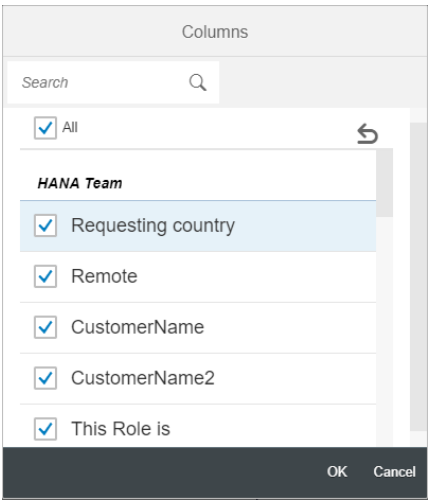 Columns
Search
All
HANA Team
Requesting country
Remote
CustomerName
CustomerName2
This Role is
OK Cancel